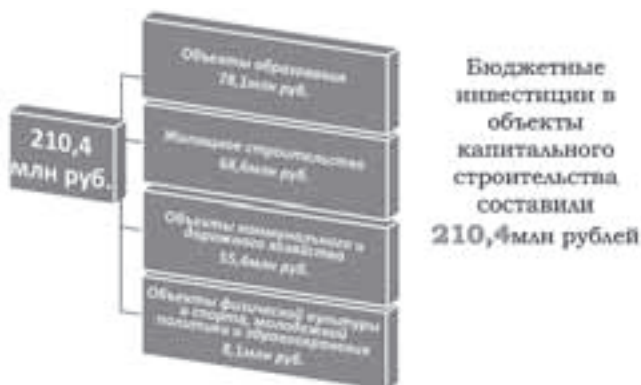 210,4
млн руб.
Объекты образования
78,1млн руб.
Жилищное строительство
68,6млн руб.
Объекты коммунального и
дорожного хозяйства
55,6млн руб.
Объекты физической культуры
и спорта, молодежной
политики и здравоохранения
8,1млн руб.
Бюджетные
инвестиции в
объекты
капитального
строительства
составили
210,4млн рублей